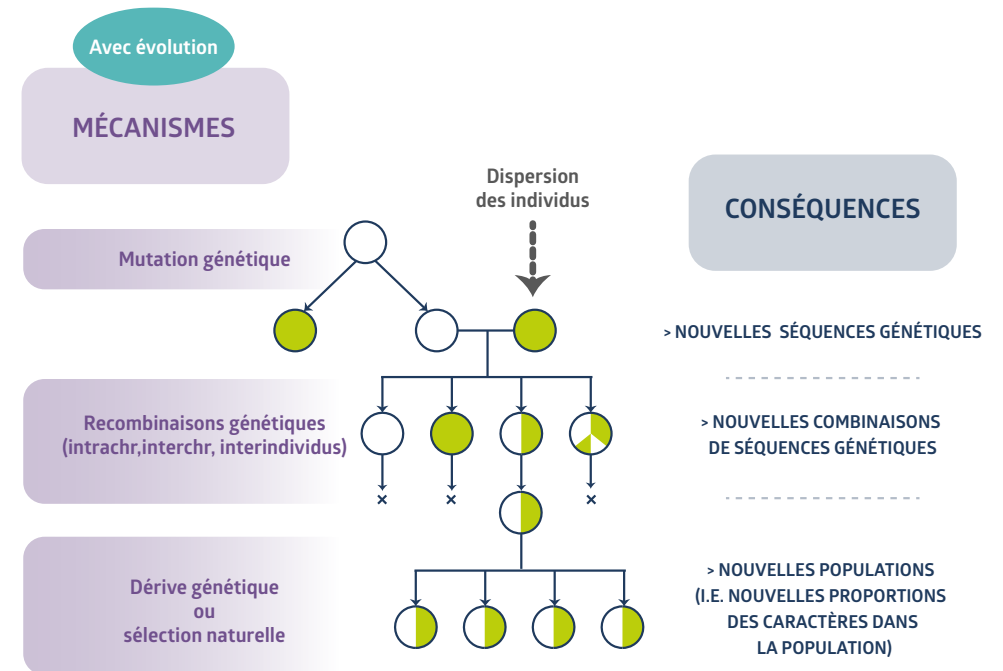 Avec évolution
MÉCANISMES
Dispersion
des individus
CONSÉQUENCES
Mutation génétique
> NOUVELLES SÉQUENCES GÉNÉTIQUES
Recombinaisons génétiques
(intrachr,interchr, interindividus)
> NOUVELLES COMBINAISONS
DE SÉQUENCES GÉNÉTIQUES
Dérive génétique
ou
sélection naturelle
> NOUVELLES POPULATIONS
(I.E. NOUVELLES PROPORTIONS
DES CARACTÈRES DANS
LA POPULATION)